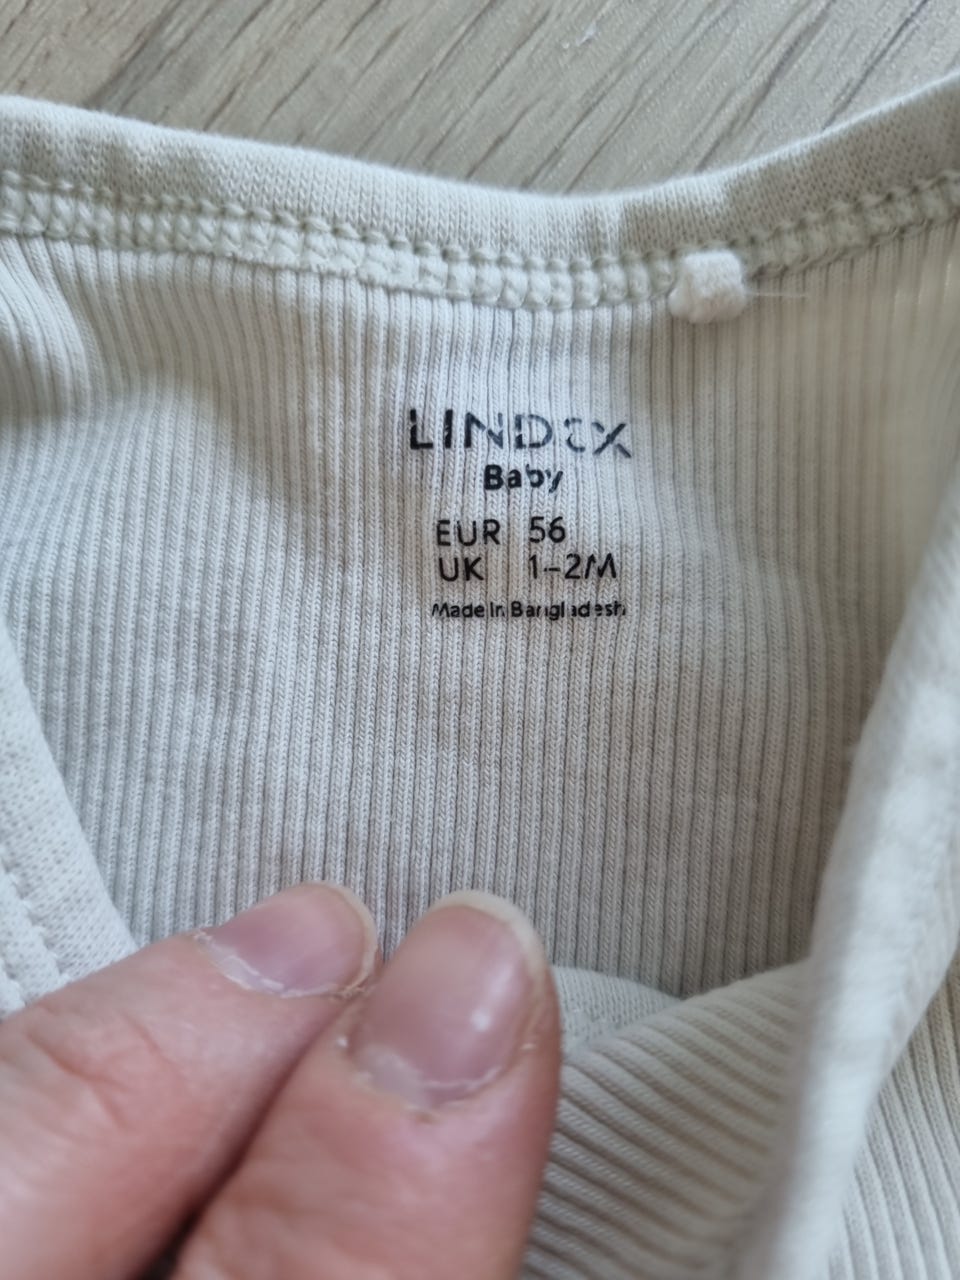 LINDEX
Baby
EUR 56
UK 1-2M
Made in Bangladesh